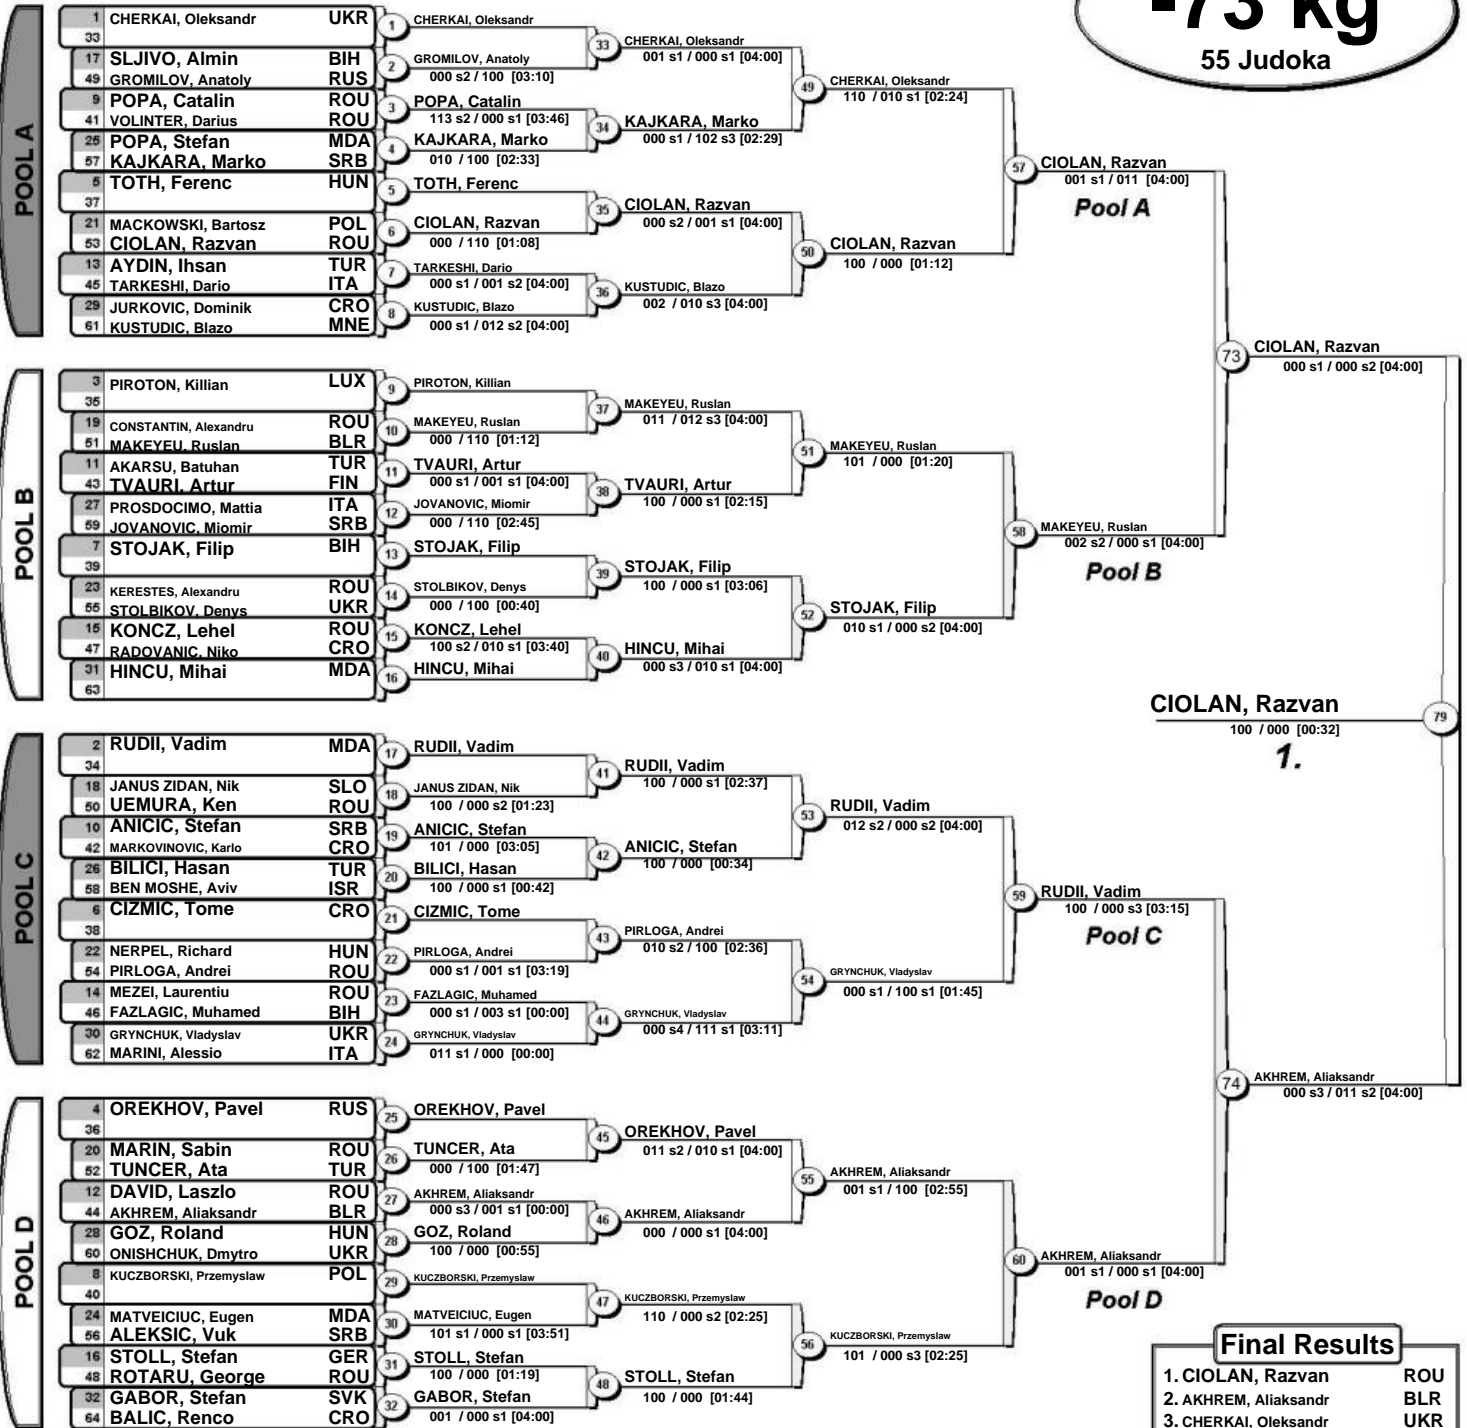 -73 kg
55 Judoka
POOL A
1 CHERKAI, Oleksandr UKR
33
17 SLJIVO, Almin BIH
49 GROMILOV, Anatoly RUS
9 POPA, Catalin ROU
41 VOLINTER, Darius ROU
25 POPA, Stefan MDA
57 KAJKARA, Marko SRB
5 TOTH, Ferenc HUN
37
21 MACKOWSKI, Bartosz POL
53 CIOLAN, Razvan ROU
13 AYDIN, Ihsan TUR
45 TARKESHI, Dario ITA
29 JURKOVIC, Dominik CRO
61 KUSTUDIC, Blazo MNE
1 CHERKAI, Oleksandr
2 GROMILOV, Anatoly
000 s2 / 100 [03:10]
3 POPA, Catalin
113 s2 / 000 s1 [03:46]
4 KAJKARA, Marko
010 / 100 [02:33]
5 TOTH, Ferenc
6 CIOLAN, Razvan
000 / 110 [01:08]
7 TARKESHI, Dario
000 s1 / 001 s2 [04:00]
8 KUSTUDIC, Blazo
000 s1 / 012 s2 [04:00]
33 CHERKAI, Oleksandr
001 s1 / 000 s1 [04:00]
34 KAJKARA, Marko
000 s1 / 102 s3 [02:29]
35 CIOLAN, Razvan
000 s2 / 001 s1 [04:00]
36 KUSTUDIC, Blazo
002 / 010 s3 [04:00]
49 CHERKAI, Oleksandr
110 / 010 s1 [02:24]
50 CIOLAN, Razvan
100 / 000 [01:12]
57 CIOLAN, Razvan
001 s1 / 011 [04:00]
Pool A
POOL B
3 PIROTON, Killian LUX
35
19 CONSTANTIN, Alexandru ROU
51 MAKEYEU, Ruslan BLR
11 AKARSU, Batuhan TUR
43 TVAURI, Artur FIN
27 PROSDOCIMO, Mattia ITA
59 JOVANOVIC, Miomir SRB
7 STOJAK, Filip BIH
39
23 KERESTES, Alexandru ROU
55 STOLBIKOV, Denys UKR
15 KONCZ, Lehel ROU
47 RADOVANIC, Niko CRO
31 HINCU, Mihai MDA
63
9 PIROTON, Killian
10 MAKEYEU, Ruslan
000 / 110 [01:12]
11 TVAURI, Artur
000 s1 / 001 s1 [04:00]
12 JOVANOVIC, Miomir
000 / 110 [02:45]
13 STOJAK, Filip
14 STOLBIKOV, Denys
000 / 100 [00:40]
15 KONCZ, Lehel
100 s2 / 010 s1 [03:40]
16 HINCU, Mihai
37 MAKEYEU, Ruslan
011 / 012 s3 [04:00]
38 TVAURI, Artur
100 / 000 s1 [02:15]
39 STOJAK, Filip
100 / 000 s1 [03:06]
40 HINCU, Mihai
000 s3 / 010 s1 [04:00]
51 MAKEYEU, Ruslan
101 / 000 [01:20]
52 STOJAK, Filip
010 s1 / 000 s2 [04:00]
58 MAKEYEU, Ruslan
002 s2 / 000 s1 [04:00]
Pool B
73 CIOLAN, Razvan
000 s1 / 000 s2 [04:00]
CIOLAN, Razvan 79
100 / 000 [00:32]
1.
POOL C
2 RUDII, Vadim MDA
34
18 JANUS ZIDAN, Nik SLO
50 UEMURA, Ken ROU
10 ANICIC, Stefan SRB
42 MARKOVINOVIC, Karlo CRO
26 BILICI, Hasan TUR
58 BEN MOSHE, Aviv ISR
6 CIZMIC, Tome CRO
38
22 NERPEL, Richard HUN
54 PIRLOGA, Andrei ROU
14 MEZEI, Laurentiu ROU
46 FAZLAGIC, Muhamed BIH
30 GRYNCHUK, Vladyslav UKR
62 MARINI, Alessio ITA
17 RUDII, Vadim
18 JANUS ZIDAN, Nik
100 / 000 s2 [01:23]
19 ANICIC, Stefan
101 / 000 [03:05]
20 BILICI, Hasan
100 / 000 s1 [00:42]
21 CIZMIC, Tome
22 PIRLOGA, Andrei
000 s1 / 001 s1 [03:19]
23 FAZLAGIC, Muhamed
000 s1 / 003 s1 [00:00]
24 GRYNCHUK, Vladyslav
011 s1 / 000 [00:00]
41 RUDII, Vadim
100 / 000 s1 [02:37]
42 ANICIC, Stefan
100 / 000 [00:34]
43 PIRLOGA, Andrei
010 s2 / 100 [02:36]
44 GRYNCHUK, Vladyslav
000 s4 / 111 s1 [03:11]
53 RUDII, Vadim
012 s2 / 000 s2 [04:00]
54 GRYNCHUK, Vladyslav
000 s1 / 100 s1 [01:45]
59 RUDII, Vadim
100 / 000 s3 [03:15]
Pool C
POOL D
4 OREKHOV, Pavel RUS
36
20 MARIN, Sabin ROU
52 TUNCER, Ata TUR
12 DAVID, Laszlo ROU
44 AKHREM, Aliaksandr BLR
28 GOZ, Roland HUN
60 ONISHCHUK, Dmytro UKR
8 KUCZBORSKI, Przemyslaw POL
40
24 MATVEICIUC, Eugen MDA
56 ALEKSIC, Vuk SRB
16 STOLL, Stefan GER
48 ROTARU, George ROU
32 GABOR, Stefan SVK
64 BALIC, Renco CRO
25 OREKHOV, Pavel
26 TUNCER, Ata
000 / 100 [01:47]
27 AKHREM, Aliaksandr
000 s3 / 001 s1 [00:00]
28 GOZ, Roland
100 / 000 [00:55]
29 KUCZBORSKI, Przemyslaw
30 MATVEICIUC, Eugen
101 s1 / 000 s1 [03:51]
31 STOLL, Stefan
100 / 000 [01:19]
32 GABOR, Stefan
001 / 000 s1 [04:00]
45 OREKHOV, Pavel
011 s2 / 010 s1 [04:00]
46 AKHREM, Aliaksandr
000 / 000 s1 [04:00]
47 KUCZBORSKI, Przemyslaw
110 / 000 s2 [02:25]
48 STOLL, Stefan
100 / 000 [01:44]
55 AKHREM, Aliaksandr
001 s1 / 100 [02:55]
56 KUCZBORSKI, Przemyslaw
101 / 000 s3 [02:25]
60 AKHREM, Aliaksandr
001 s1 / 000 s1 [04:00]
Pool D
74 AKHREM, Aliaksandr
000 s3 / 011 s2 [04:00]
Final Results
1. CIOLAN, Razvan ROU
2. AKHREM, Aliaksandr BLR
3. CHERKAI, Oleksandr UKR